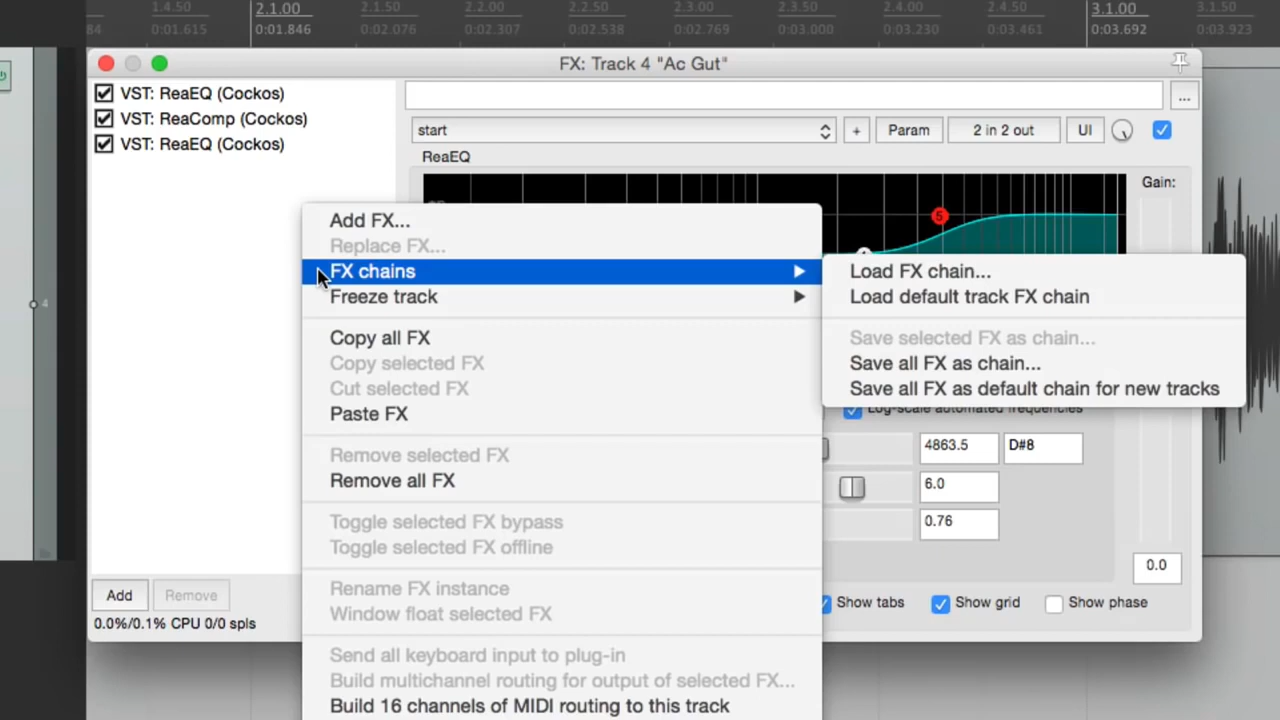 1.4.50 2.1.00 2.1.50 2.2.00 2.2.50 2.3.00 2.3.50 2.4.00 2.4.50 3.1.00 3.1.50
84 0:01.615 0:01.846 0:02.076 0:02.307 0:02.538 0:02.769 0:03.000 0:03.230 0:03.461 0:03.692 0:03.923
FX: Track 4 "Ac Gut"
VST: ReaEQ (Cockos)
VST: ReaComp (Cockos)
VST: ReaEQ (Cockos)
...
start + Param 2 in 2 out UI
ReaEQ
Gain:
5
Add FX...
Replace FX...
FX chains
Freeze track
Copy all FX
Copy selected FX
Cut selected FX
Paste FX
Remove selected FX
Remove all FX
Toggle selected FX bypass
Toggle selected FX offline
Rename FX instance
Window float selected FX
Send all keyboard input to plug-in
Build multichannel routing for output of selected FX...
Build 16 channels of MIDI routing to this track
Load FX chain...
Load default track FX chain
Save selected FX as chain...
Save all FX as chain...
Save all FX as default chain for new tracks
Log-scale automated frequencies
4863.5 D#8
6.0
0.76
0.0
Show tabs Show grid Show phase
Add Remove
0.0%/0.1% CPU 0/0 spls
4